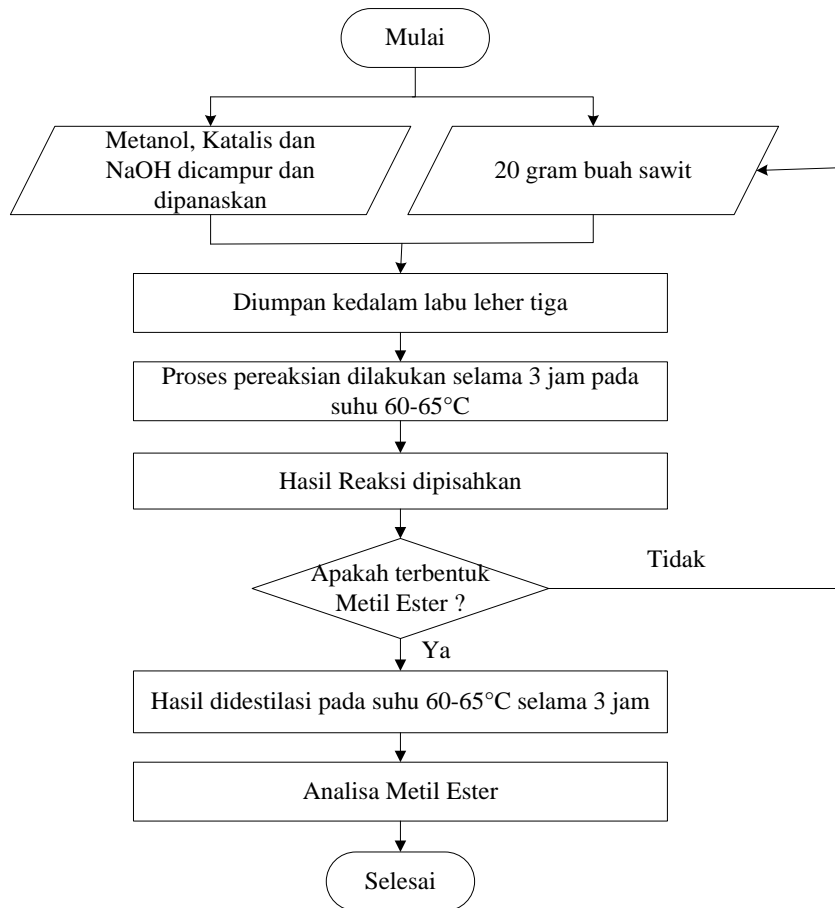 Mulai
Metanol, Katalis dan
NaOH dicampur dan
dipanaskan
20 gram buah sawit
Diumpan kedalam labu leher tiga
Proses pereaksian dilakukan selama 3 jam pada
suhu 60-65°C
Hasil Reaksi dipisahkan
Apakah terbentuk
Metil Ester ?
Tidak
Ya
Hasil didestilasi pada suhu 60-65°C selama 3 jam
Analisa Metil Ester
Selesai